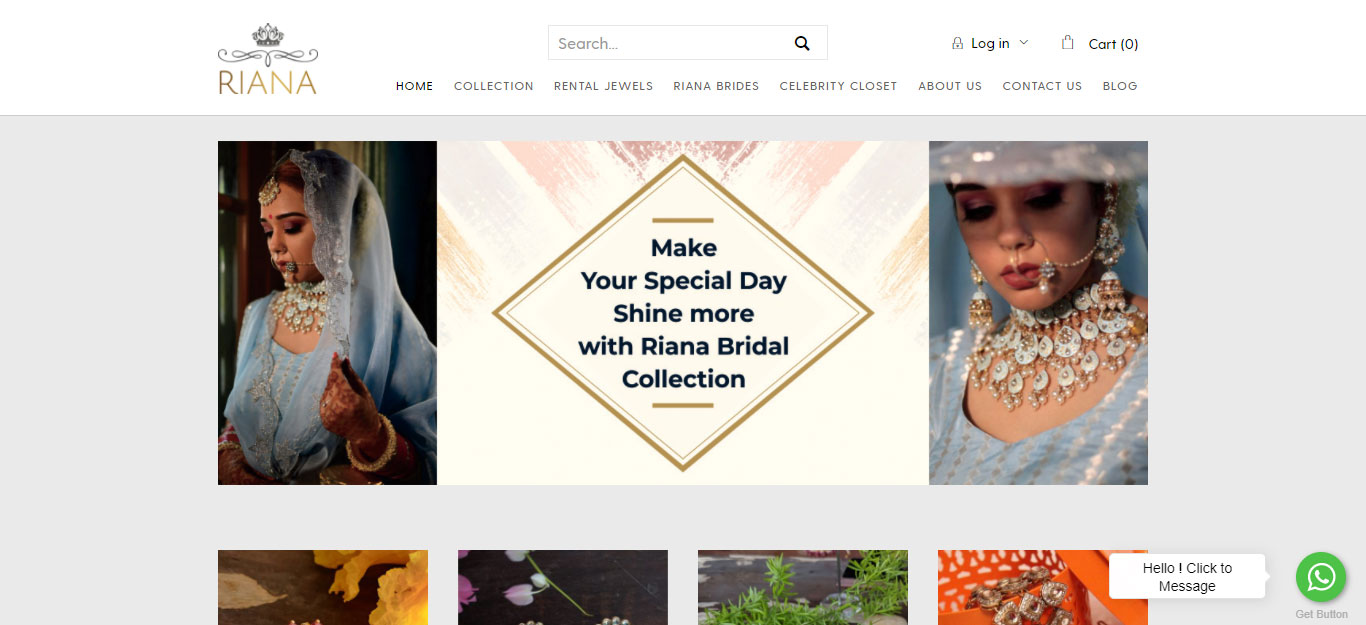 RIANA
Search...
Log in
Cart (0)
HOME COLLECTION RENTAL JEWELS RIANA BRIDES CELEBRITY CLOSET ABOUT US CONTACT US BLOG
Make
Your Special Day
Shine more
with Riana Bridal
Collection
Hello ! Click to
Message
Get Button